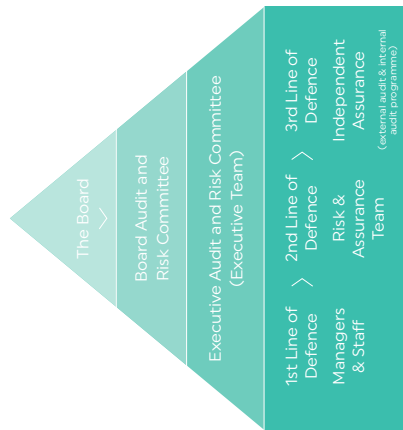 The Board
Board Audit and
Risk Committee
Executive Audit and Risk Committee
(Executive Team)
1st Line of
Defence
Managers
& Staff
2nd Line of
Defence
Risk &
Assurance
Team
3rd Line of
Defence
Independent
Assurance
(external audit & internal
audit programme)